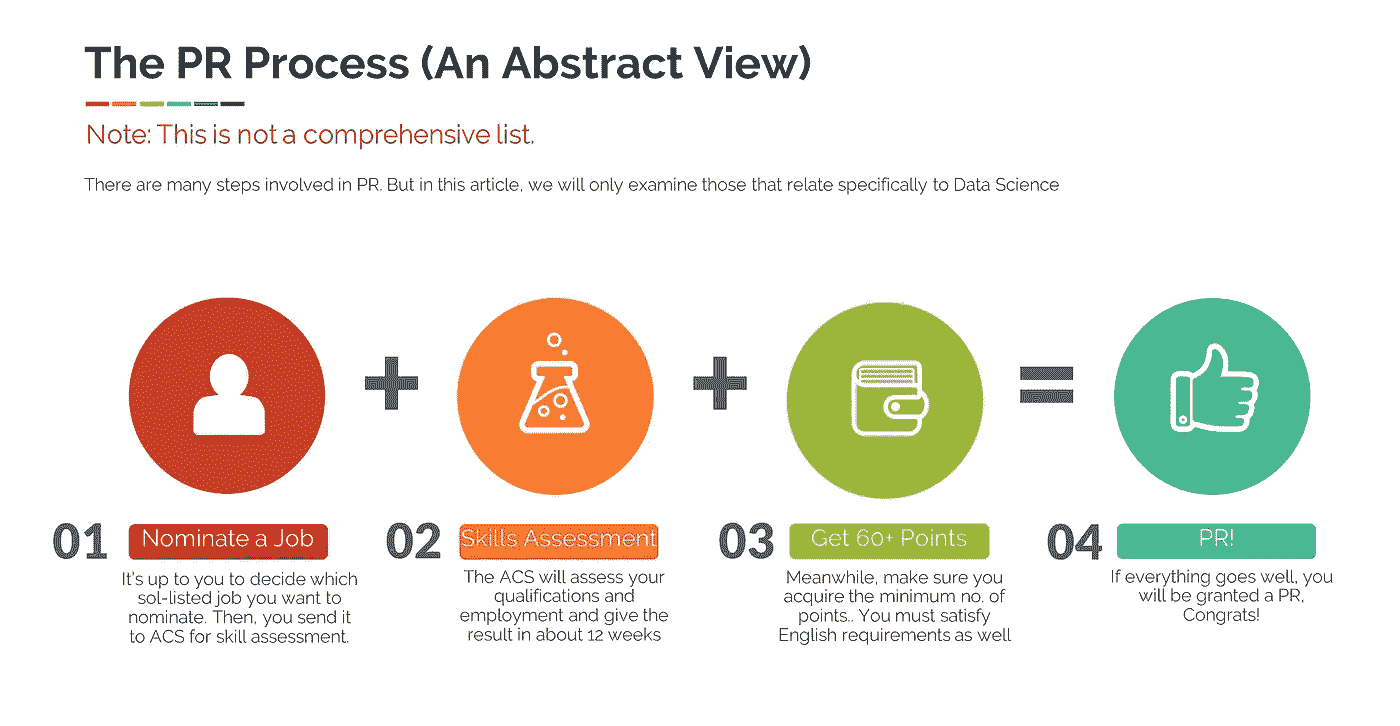 The PR Process (An Abstract View)
Note: This is not a comprehensive list.
There are many steps involved in PR. But in this article, we will only examine those that relate specifically to Data Science
01 Nominate a Job
It's up to you to decide which
sol-listed job you want to
nominate. Then, you send it
to ACS for skill assessment.
02 Skills Assessment
The ACS will assess your
qualifications and
employment and give the
result in about 12 weeks
03 Get 60+ Points
Meanwhile, make sure you
acquire the minimum no. of
points.. You must satisfy
English requirements as well
04 PR!
If everything goes well, you
will be granted a PR,
Congrats!